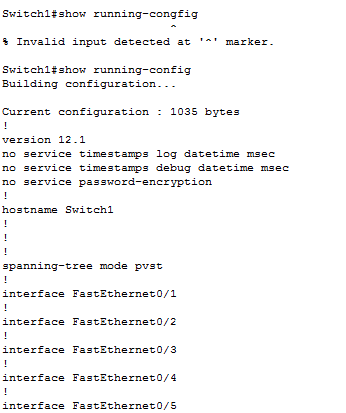 Switch1#show running-congfig
^
% Invalid input detected at '^' marker.
Switch1#show running-config
Building configuration...
Current configuration : 1035 bytes
!
version 12.1
no service timestamps log datetime msec
no service timestamps debug datetime msec
no service password-encryption
!
hostname Switch1
!
!
!
spanning-tree mode pvst
!
interface FastEthernet0/1
!
interface FastEthernet0/2
!
interface FastEthernet0/3
!
interface FastEthernet0/4
!
interface FastEthernet0/5